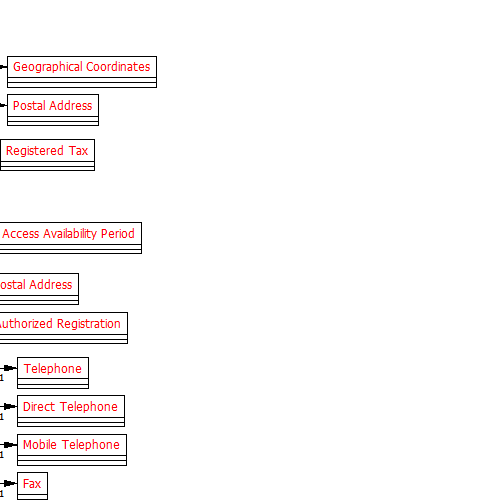 Geographical Coordinates
Postal Address
Registered Tax
Access Availability Period
ostal Address
uthorized Registration
Telephone
1
Direct Telephone
1
Mobile Telephone
1
Fax
1